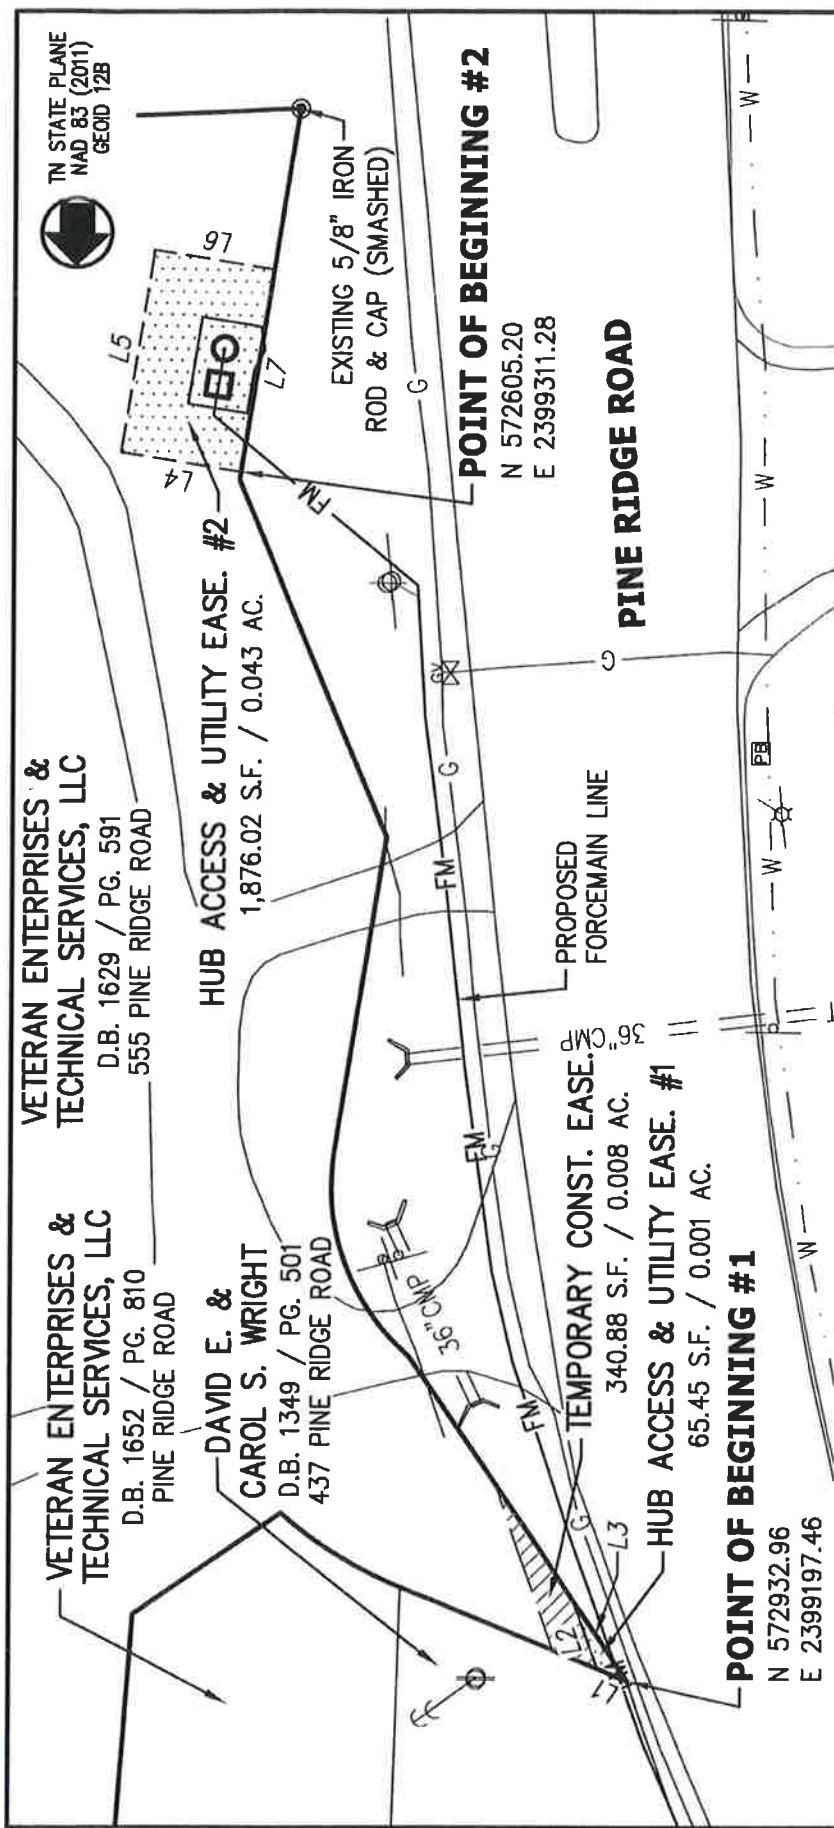 TN STATE PLANE
NAD 83 (2011)
GEOID 12B
VETERAN ENTERPRISES &
TECHNICAL SERVICES, LLC
D.B. 1652 / PG. 810
PINE RIDGE ROAD
VETERAN ENTERPRISES &
TECHNICAL SERVICES, LLC
D.B. 1629 / PG. 591
555 PINE RIDGE ROAD
DAVID E. &
CAROL S. WRIGHT
D.B. 1349 / PG. 501
437 PINE RIDGE ROAD
HUB ACCESS & UTILITY EASE. #2
1,876.02 S.F. / 0.043 AC.
L4
L5
L6
L7
EXISTING 5/8" IRON
ROD & CAP (SMASHED)
POINT OF BEGINNING #2
N 572605.20
E 2399311.28
PINE RIDGE ROAD
36"CMP
36"CMP
PROPOSED
FORCEMAIN LINE
TEMPORARY CONST. EASE.
340.88 S.F. / 0.008 AC.
HUB ACCESS & UTILITY EASE. #1
65.45 S.F. / 0.001 AC.
POINT OF BEGINNING #1
N 572932.96
E 2399197.46
L1
L2
L3
FM
FM
FM
FM
G
G
G
G
G
GV
PB
W
W
W
W